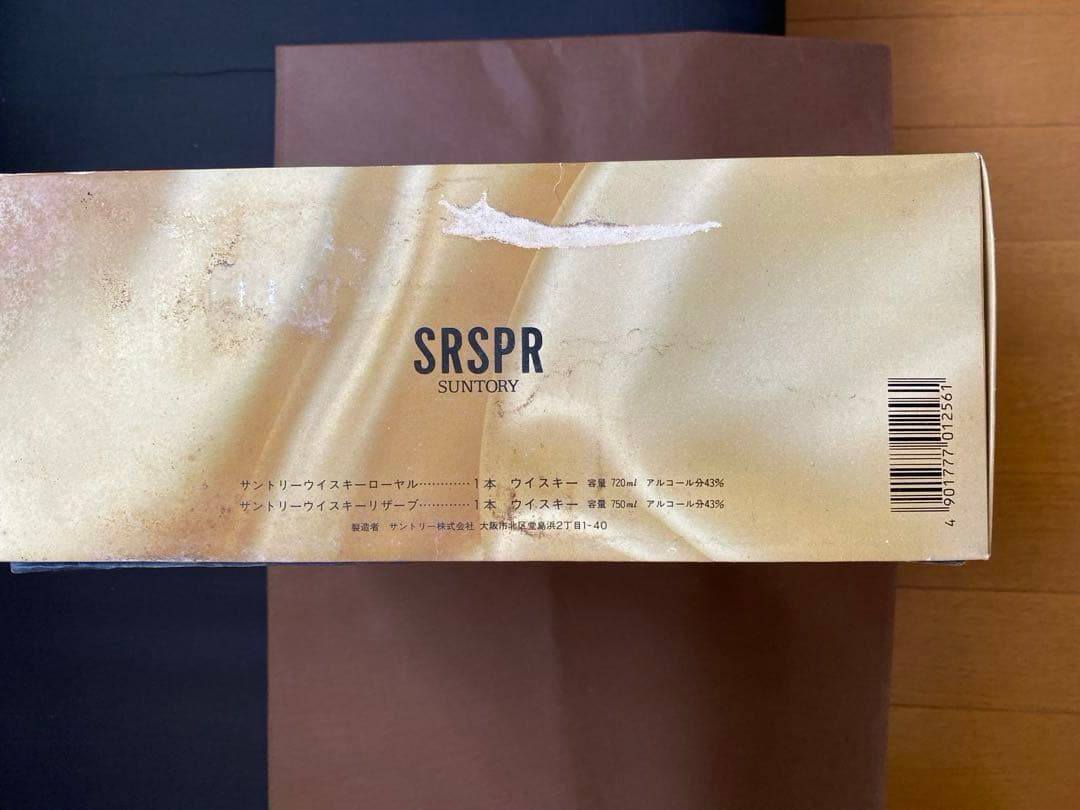 SRSPR
SUNTORY
サントリーウイスキーローヤル…………1本 ウイスキー 容量 720ml アルコール分43%
サントリーウイスキーリザーブ…………1本 ウイスキー 容量 750ml アルコール分43%
製造者 サントリー株式会社 大阪市北区堂島浜2丁目1-40
4 901777 012561